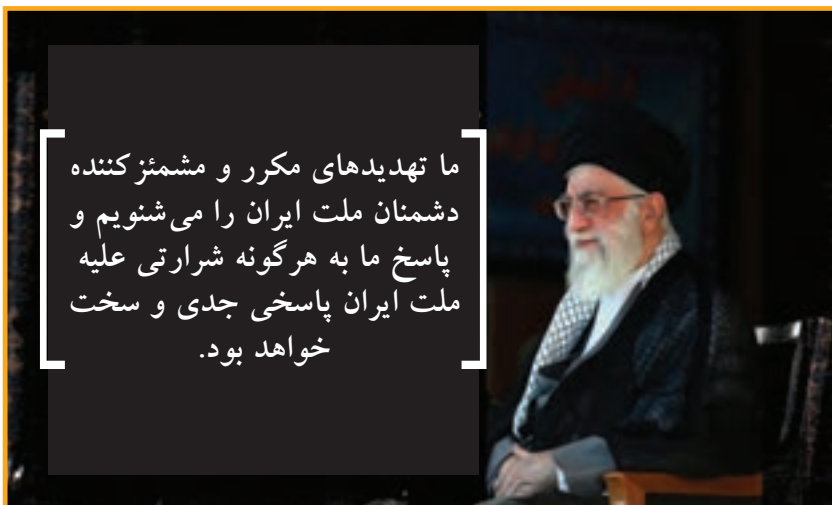 ما تهدیدهای مکرر و مشمئزکننده
دشمنان ملت ایران را می‌شنویم و
پاسخ ما به هرگونه شرارتی علیه
ملت ایران پاسخی جدی و سخت
خواهد بود.